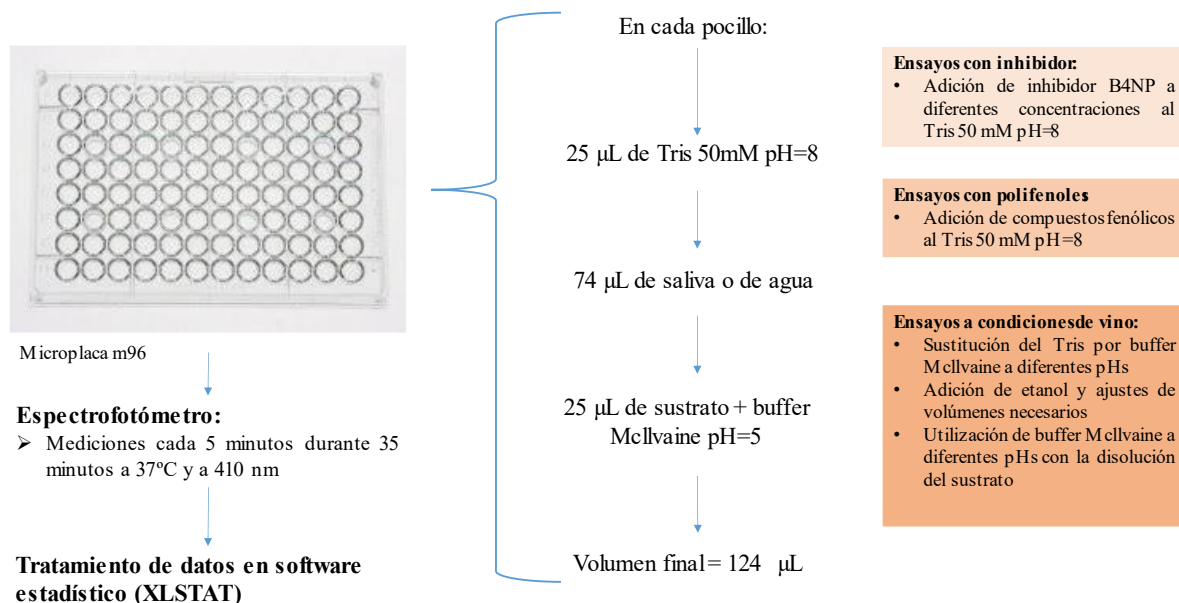 Microplaca m96
Espectrofotómetro:
➢ Mediciones cada 5 minutos durante 35
minutos a 37ºC y a 410 nm
Tratamiento de datos en software
estadístico (XLSTAT)
En cada pocillo:
25 μL de Tris 50mM pH=8
74 μL de saliva o de agua
25 μL de sustrato + buffer
McIlvaine pH=5
Volumen final= 124 μL
Ensayos con inhibidor:
• Adición de inhibidor B4NP a
diferentes concentraciones al
Tris 50 mM pH=8
Ensayos con polifenoles
• Adición de compuestos fenólicos
al Tris 50 mM pH=8
Ensayos a condiciones de vino:
• Sustitución del Tris por buffer
McIlvaine a diferentes pHs
• Adición de etanol y ajustes de
volúmenes necesarios
• Utilización de buffer McIlvaine a
diferentes pHs con la disolución
del sustrato